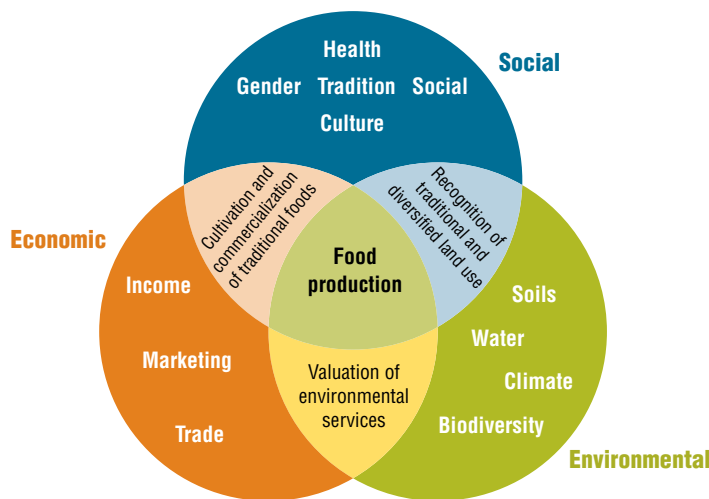 Health
Social
Gender Tradition Social
Culture
Cultivation and
commercialization
of traditional foods
Recognition of
traditional and
diversified land use
Economic
Food
production
Income
Soils
Water
Marketing
Valuation of
environmental
services
Climate
Trade
Biodiversity
Environmental